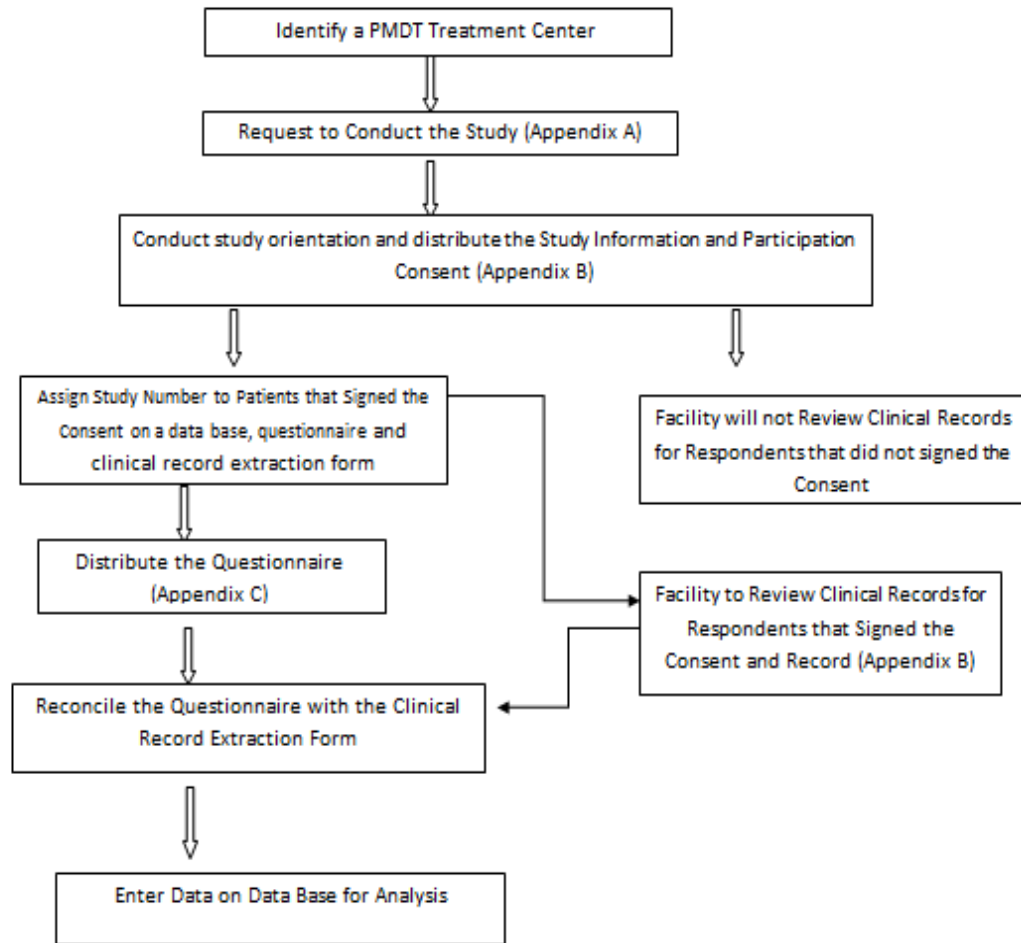 Identify a PMDT Treatment Center
Request to Conduct the Study (Appendix A)
Conduct study orientation and distribute the Study Information and Participation
Consent (Appendix B)
Assign Study Number to Patients that Signed the
Consent on a data base, questionnaire and
clinical record extraction form
Facility will not Review Clinical Records
for Respondents that did not signed the
Consent
Distribute the Questionnaire
(Appendix C)
Facility to Review Clinical Records for
Respondents that Signed the
Consent and Record (Appendix B)
Reconcile the Questionnaire with the Clinical
Record Extraction Form
Enter Data on Data Base for Analysis